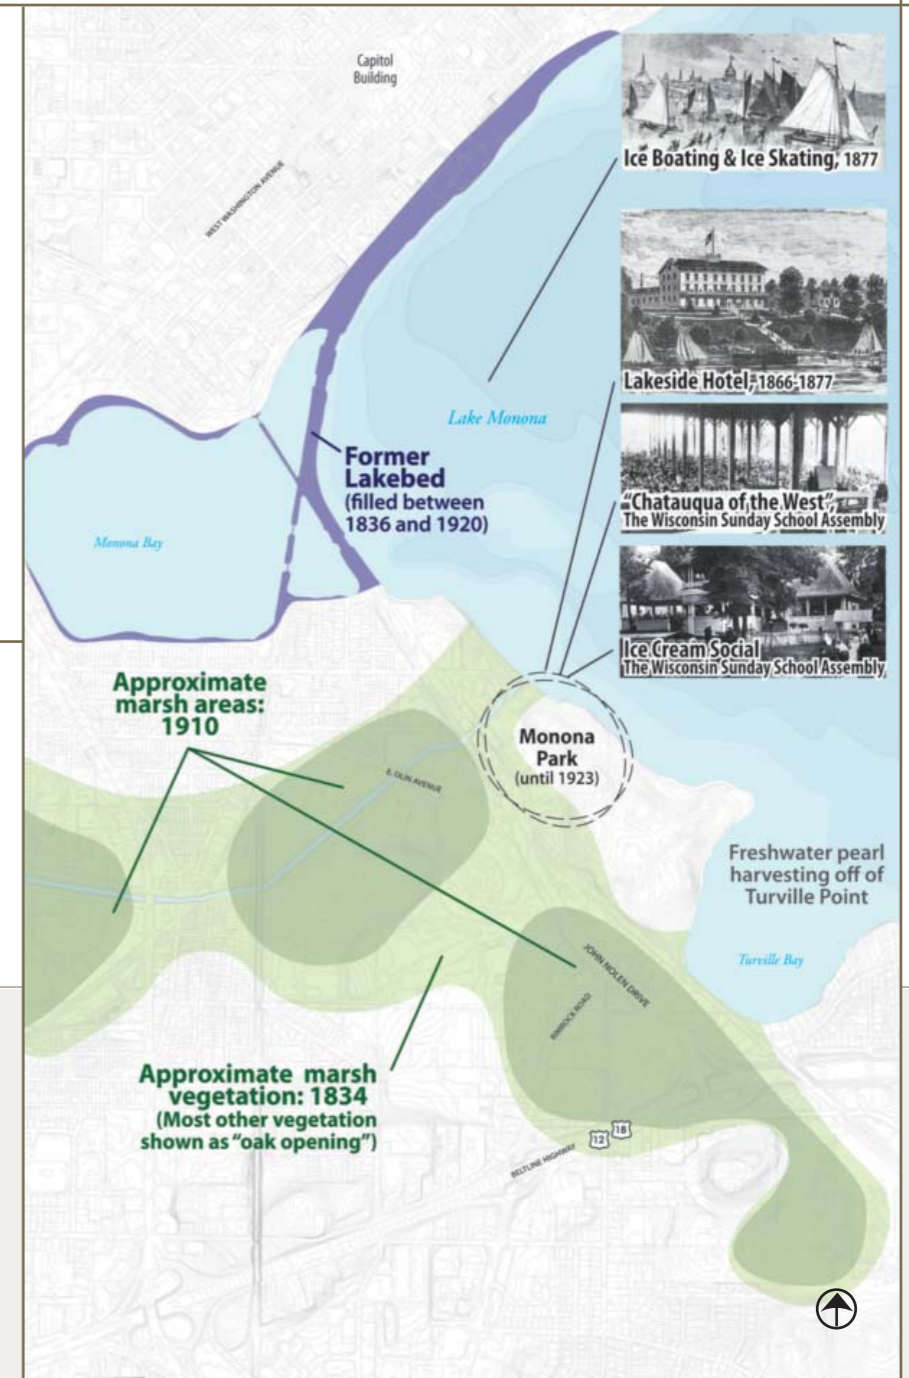 Capitol
Building
WEST WASHINGTON AVENUE
Ice Boating & Ice Skating, 1877
Lakeside Hotel, 1866-1877
Lake Monona
"Chatauqua of the West",
The Wisconsin Sunday School Assembly
Former
Lakebed
(filled between
1836 and 1920)
Monona Bay
Ice Cream Social
The Wisconsin Sunday School Assembly
Approximate
marsh areas:
1910
Monona
Park
(until 1923)
E. OLIN AVENUE
Freshwater pearl
harvesting off of
Turville Point
Turville Bay
JOHN NOLEN DRIVE
RIMROCK ROAD
Approximate marsh
vegetation: 1834
(Most other vegetation
shown as "oak opening")
12
18
BELTLINE HIGHWAY